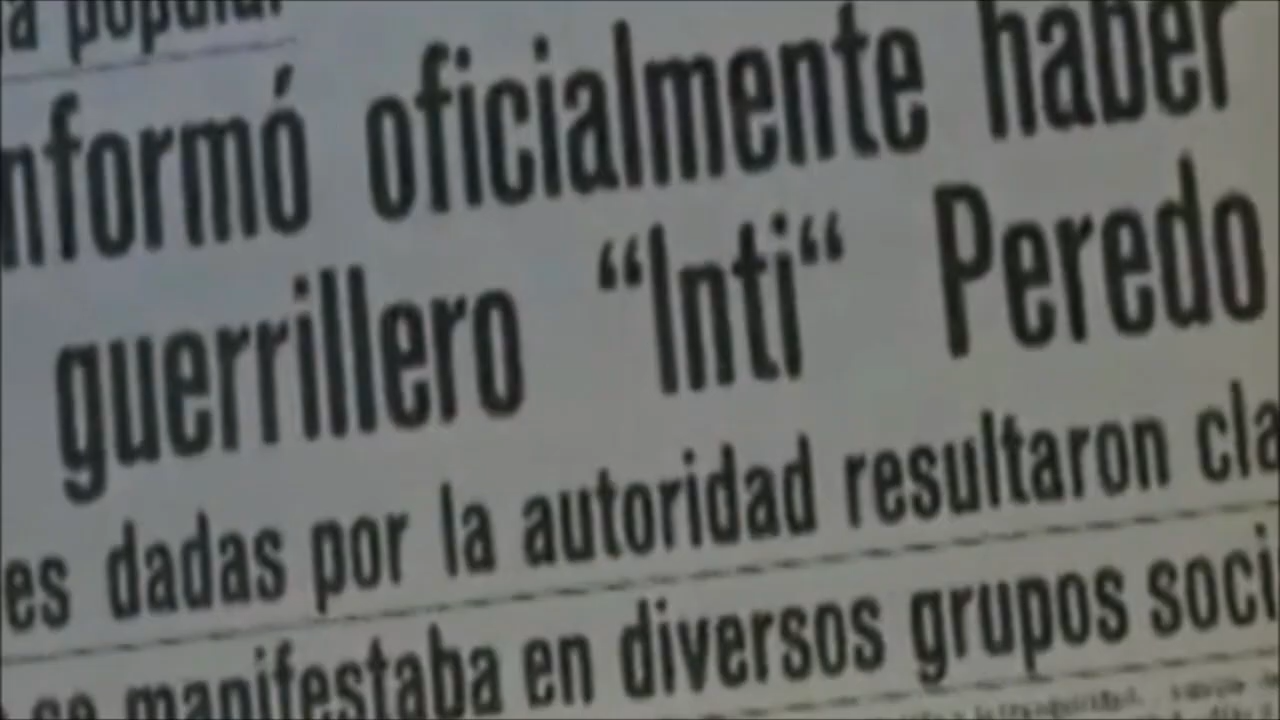 a popular
nformó oficialmente haber
guerrillero “Inti“ Peredo
es dadas por la autoridad resultaron cla
se manifestaba en diversos grupos soci